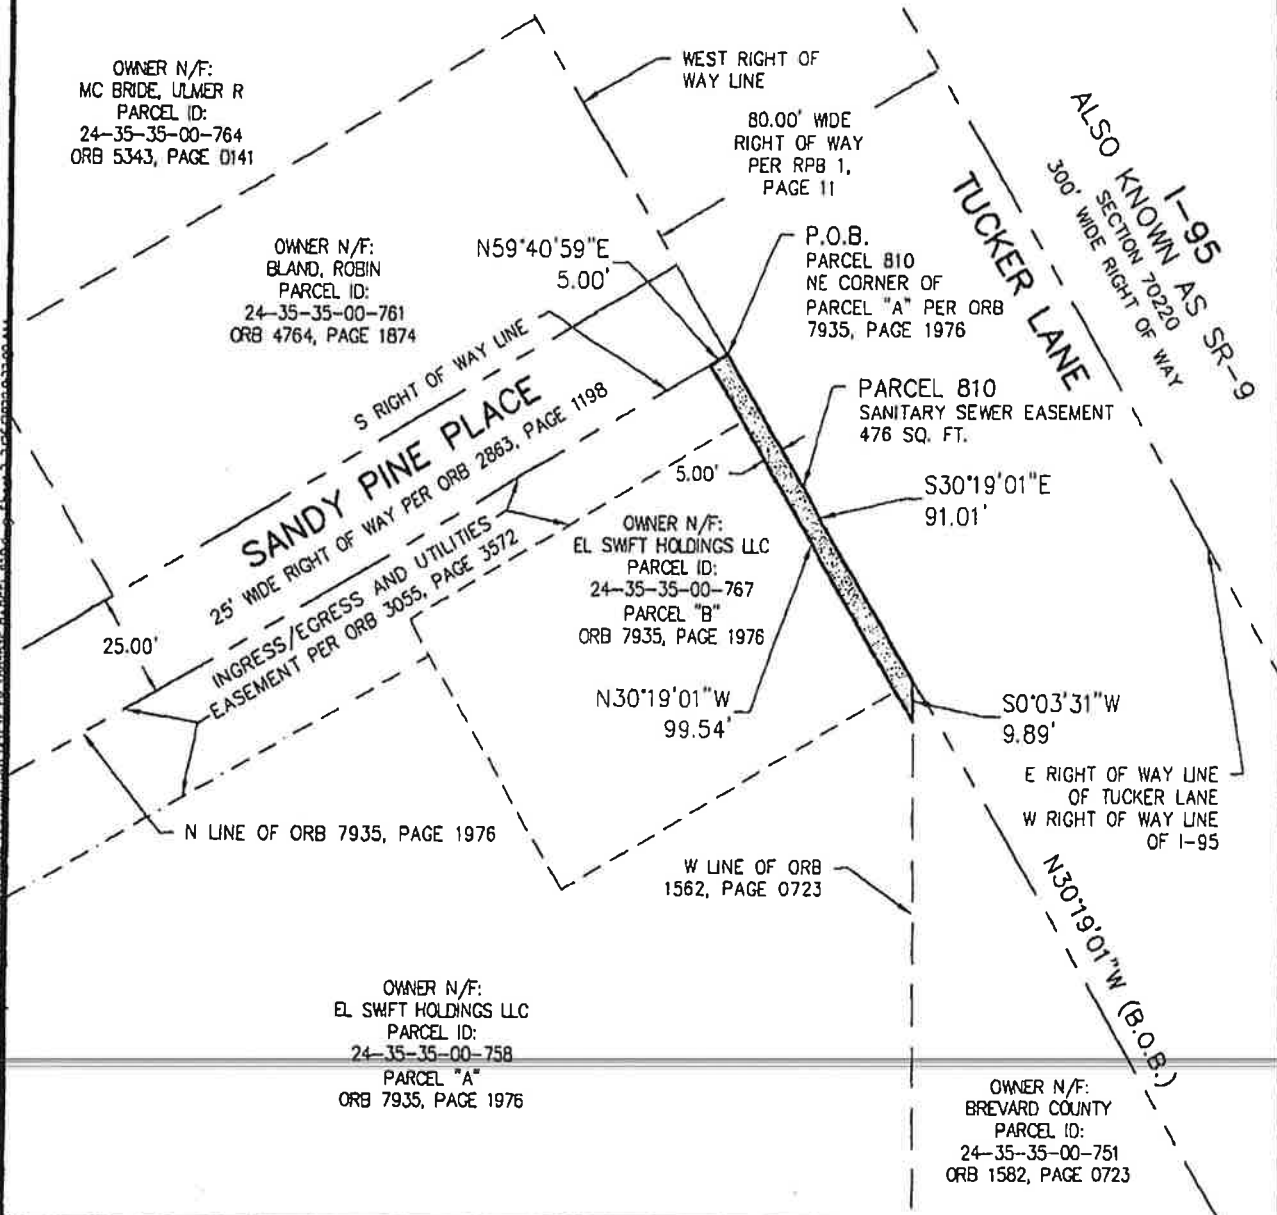 OWNER N/F:
MC BRIDE, ULMER R
PARCEL ID:
24-35-35-00-764
ORB 5343, PAGE 0141
WEST RIGHT OF
WAY LINE
80.00' WIDE
RIGHT OF WAY
PER RPB 1,
PAGE 11
I-95
ALSO KNOWN AS SR-9
SECTION 70220
300' WIDE RIGHT OF WAY
TUCKER LANE
OWNER N/F:
BLAND, ROBIN
PARCEL ID:
24-35-35-00-761
ORB 4764, PAGE 1874
N59°40'59"E
5.00'
P.O.B.
PARCEL 810
NE CORNER OF
PARCEL "A" PER ORB
7935, PAGE 1976
S RIGHT OF WAY LINE
SANDY PINE PLACE
25' WIDE RIGHT OF WAY PER ORB 2863, PAGE 1198
INGRESS/EGRESS AND UTILITIES
EASEMENT PER ORB 3055, PAGE 3572
25.00'
PARCEL 810
SANITARY SEWER EASEMENT
476 SQ. FT.
5.00'
S30°19'01"E
91.01'
OWNER N/F:
EL SWIFT HOLDINGS LLC
PARCEL ID:
24-35-35-00-767
PARCEL "B"
ORB 7935, PAGE 1976
N30°19'01"W
99.54'
S0°03'31"W
9.89'
E RIGHT OF WAY LINE
OF TUCKER LANE
W RIGHT OF WAY LINE
OF I-95
N LINE OF ORB 7935, PAGE 1976
W LINE OF ORB
1562, PAGE 0723
N30°19'01"W (B.O.B.)
OWNER N/F:
EL SWIFT HOLDINGS LLC
PARCEL ID:
24-35-35-00-758
PARCEL "A"
ORB 7935, PAGE 1976
OWNER N/F:
BREVARD COUNTY
PARCEL ID:
24-35-35-00-751
ORB 1582, PAGE 0723